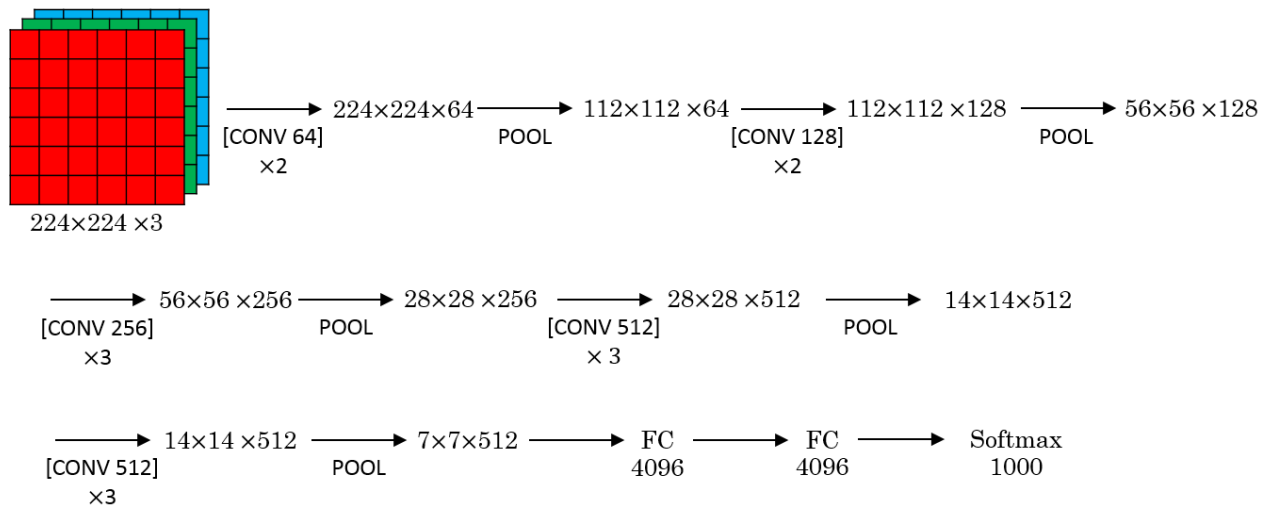 224×224×64 112×112 ×64 112×112 ×128 56×56 ×128
[CONV 64] POOL [CONV 128] POOL
×2 ×2
224×224 ×3
56×56 ×256 28×28 ×256 28×28 ×512 14×14×512
[CONV 256] POOL [CONV 512] POOL
×3 × 3
14×14 ×512 7×7×512 FC FC Softmax
[CONV 512] POOL 4096 4096 1000
×3